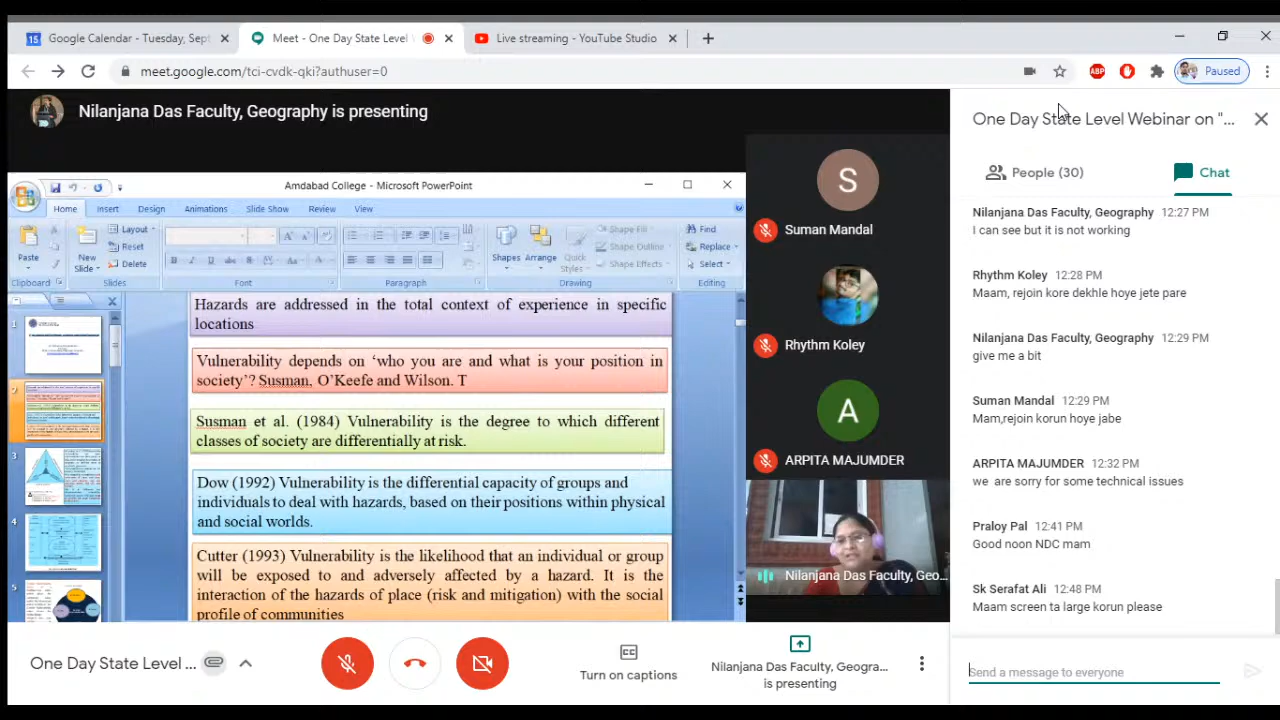 15
Google Calendar - Tuesday, Sept
Meet - One Day State Level
Live streaming - YouTube Studio
meet.google.com/tci-cvdk-qki?authuser=0
ABP
Paused
Nilanjana Das Faculty, Geography is presenting
Amdabad College - Microsoft PowerPoint
Home Insert Design Animations Slide Show Review View
Paste
Clipboard
New
Slide
Layout
Reset
Delete
Slides
Font
Paragraph
Shapes
Arrange
Quick
Styles
Shape Fill
Shape Outline
Shape Effects
Drawing
Find
Replace
Select
Editing
1
2
3
4
5
Hazards are addressed in the total context of experience in specific
locations
Vulnerability depends on ‘who you are and what is your position in
society’? Susman, O’Keefe and Wilson. T
Susman et al. (1984) Vulnerability is the degree to which different
classes of society are differentially at risk.
Dow (1992) Vulnerability is the differential capacity of groups and
individuals to deal with hazards, based on their positions within physical
and social worlds.
Cutter (1993) Vulnerability is the likelihood that an individual or group
will be exposed to and adversely affected by a hazard. It is the
interaction of the hazards of place (risk and mitigation) with the social
profile of communities
S
Suman Mandal
Rhythm Koley
A
ARPITA MAJUMDER
Nilanjana Das Faculty, Geo...
One Day State Level Webinar on "...
People (30)
Chat
Nilanjana Das Faculty, Geography 12:27 PM
I can see but it is not working
Rhythm Koley 12:28 PM
Maam, rejoin kore dekhle hoye jete pare
Nilanjana Das Faculty, Geography 12:29 PM
give me a bit
Suman Mandal 12:29 PM
Mam,rejoin korun hoye jabe
ARPITA MAJUMDER 12:32 PM
we are sorry for some technical issues
Praloy Pal 12:41 PM
Good noon NDC mam
Sk Serafat Ali 12:48 PM
Maam screen ta large korun please
Send a message to everyone
One Day State Level ...
Turn on captions
Nilanjana Das Faculty, Geogra...
is presenting